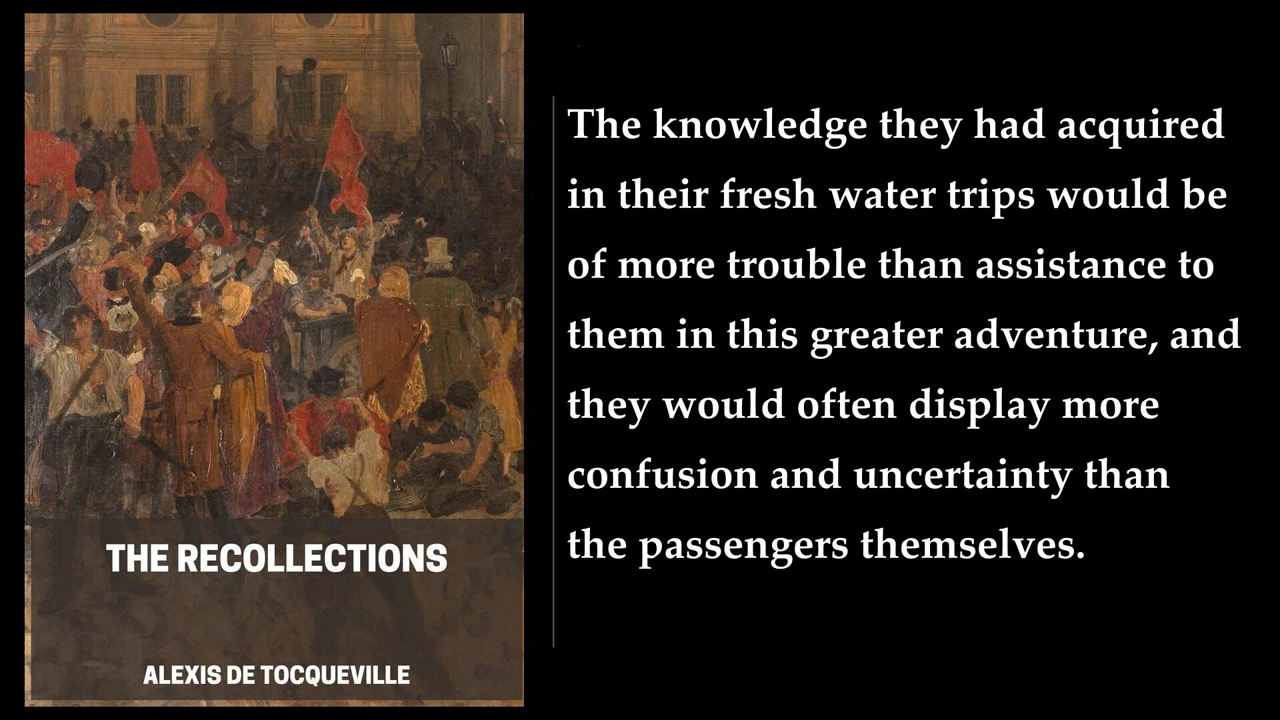 THE RECOLLECTIONS
ALEXIS DE TOCQUEVILLE
The knowledge they had acquired
in their fresh water trips would be
of more trouble than assistance to
them in this greater adventure, and
they would often display more
confusion and uncertainty than
the passengers themselves.